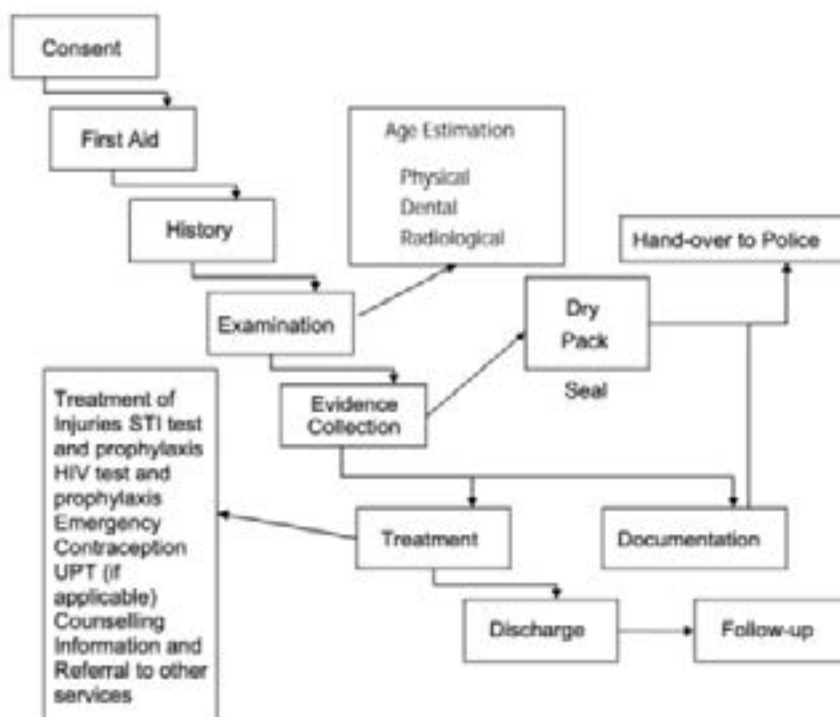 Consent
First Aid
History
Examination
Age Estimation
Physical
Dental
Radiological
Hand-over to Police
Dry
Pack
Seal
Evidence
Collection
Treatment of
Injuries STI test
and prophylaxis
HIV test and
prophylaxis
Emergency
Contraception
UPT (if
applicable)
Counselling
Information and
Referral to other
services
Treatment
Documentation
Discharge
Follow-up